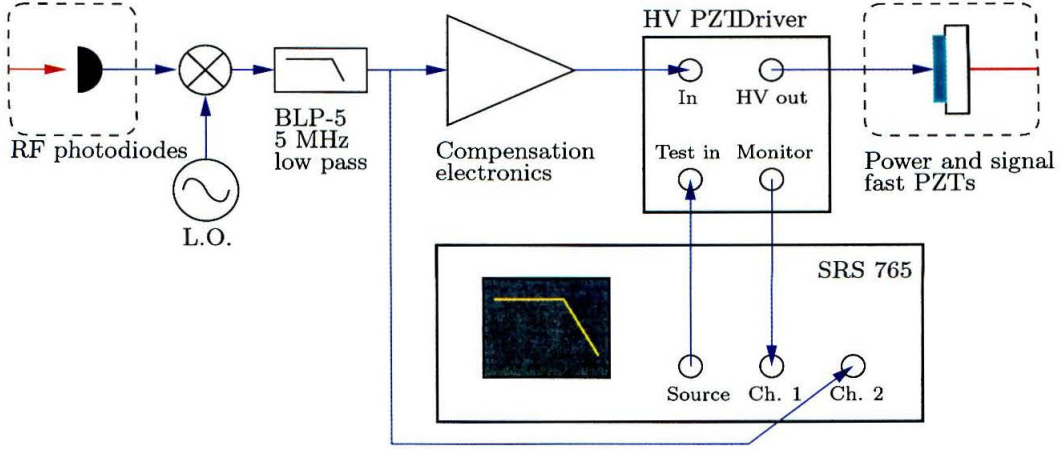 HV PZTDriver
RF photodiodes
BLP-5
5 MHz
low pass
L.O.
Compensation
electronics
In
HV out
Test in
Monitor
Power and signal
fast PZTs
SRS 765
Source
Ch. 1
Ch. 2